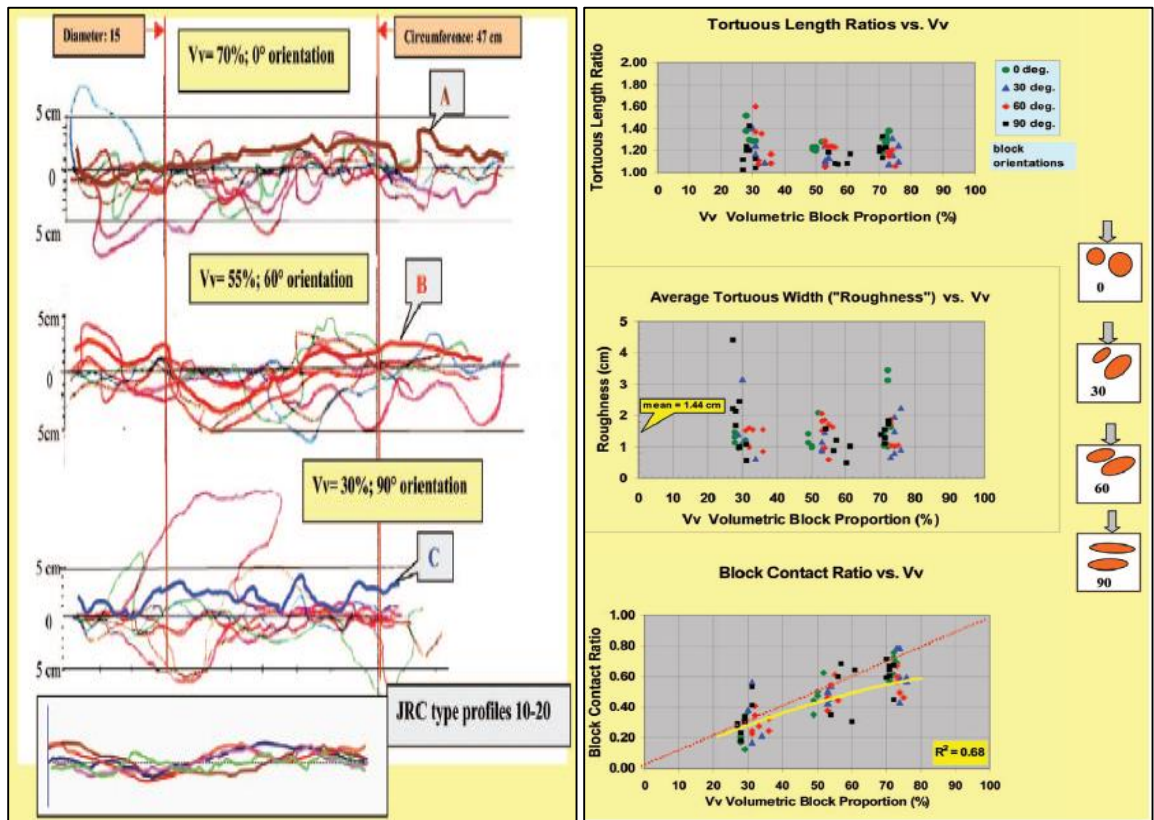 Diameter: 15
Circumference: 47 cm
Vv= 70%; 0° orientation
5 cm
A
0
5 cm
Vv= 55%; 60° orientation
B
5cm
0
5cm
Vv= 30%; 90° orientation
5 cm
C
0
5 cm
JRC type profiles 10-20
Tortuous Length Ratios vs. Vv
Tortuous Length Ratio
2.00
1.80
1.60
1.40
1.20
1.00
0 10 20 30 40 50 60 70 80 90 100
Vv Volumetric Block Proportion (%)
0 deg.
30 deg.
60 deg.
90 deg.
block
orientations
Average Tortuous Width ("Roughness") vs. Vv
Roughness (cm)
5
4
3
2
1
0
mean = 1.44 cm
0 10 20 30 40 50 60 70 80 90 100
Vv Volumetric Block Proportion (%)
Block Contact Ratio vs. Vv
Block Contact Ratio
1.00
0.80
0.60
0.40
0.20
0.00
R² = 0.68
0 10 20 30 40 50 60 70 80 90 100
Vv Volumetric Block Proportion (%)
0
30
60
90